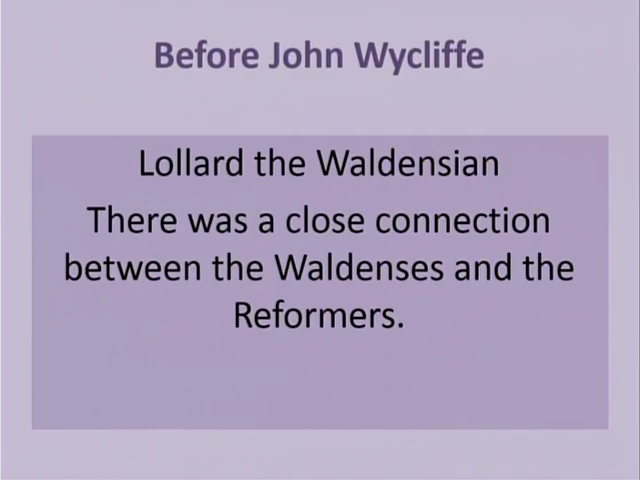 Before John Wycliffe
Lollard the Waldensian
There was a close connection
between the Waldenses and the
Reformers.